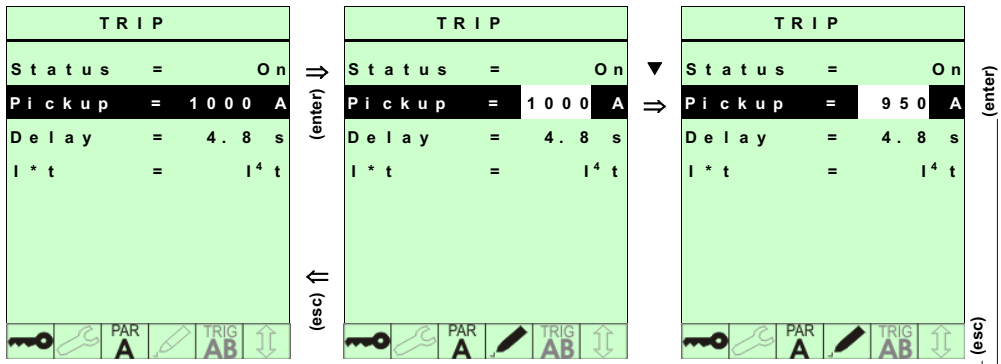 TRIP
Status = On
Pickup = 1000 A
Delay = 4.8 s
I*t = I⁴t
PAR A TRIG AB
⇒
(enter)
⇐
(esc)
TRIP
Status = On
Pickup = 1000 A
Delay = 4.8 s
I*t = I⁴t
PAR A TRIG AB
▼
⇒
TRIP
Status = On
Pickup = 950 A
Delay = 4.8 s
I*t = I⁴t
PAR A TRIG AB
(enter)
(esc)